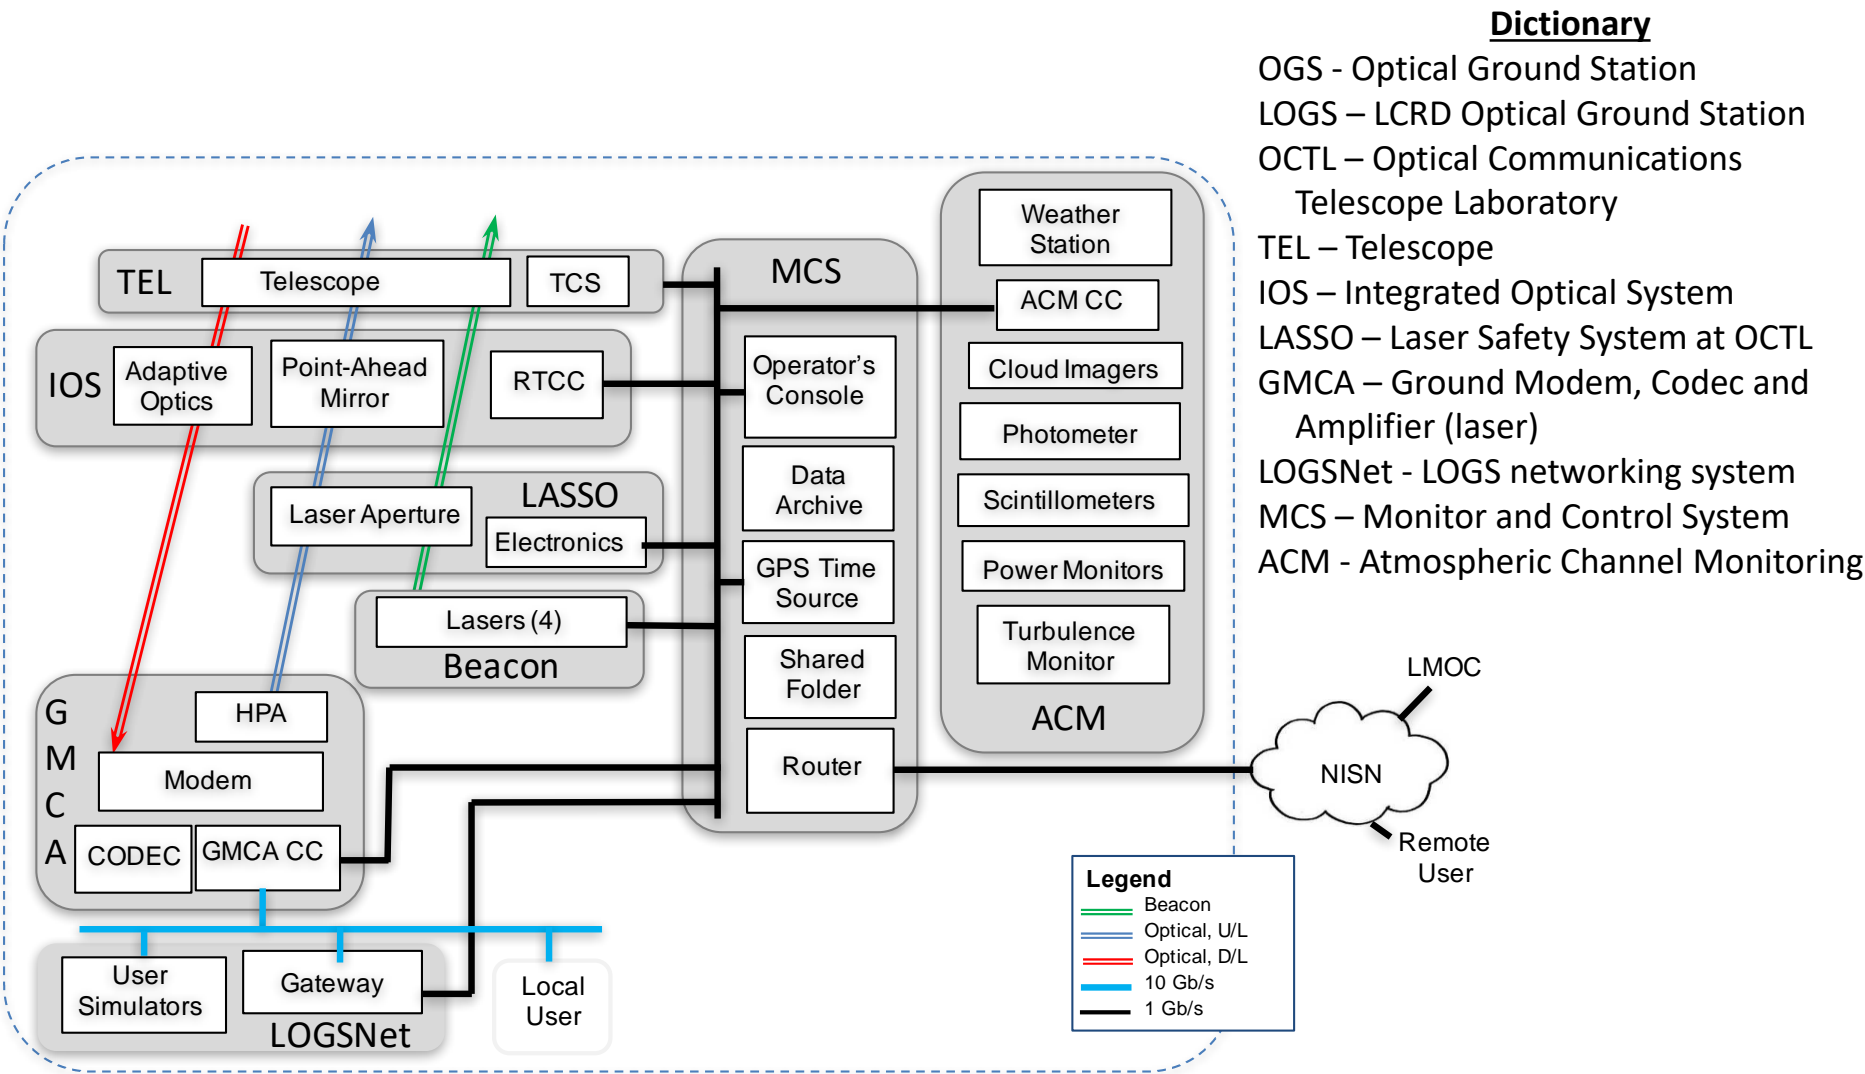 Dictionary
OGS - Optical Ground Station
LOGS – LCRD Optical Ground Station
OCTL – Optical Communications
Telescope Laboratory
TEL – Telescope
IOS – Integrated Optical System
LASSO – Laser Safety System at OCTL
GMCA – Ground Modem, Codec and
Amplifier (laser)
LOGSNet - LOGS networking system
MCS – Monitor and Control System
ACM - Atmospheric Channel Monitoring
TEL
Telescope
TCS
IOS
Adaptive
Optics
Point-Ahead
Mirror
RTCC
LASSO
Laser Aperture
Electronics
Lasers (4)
Beacon
G
M
C
A
HPA
Modem
CODEC
GMCA CC
User
Simulators
Gateway
LOGSNet
Local
User
MCS
Operator's
Console
Data
Archive
GPS Time
Source
Shared
Folder
Router
Weather
Station
ACM CC
Cloud Imagers
Photometer
Scintillometers
Power Monitors
Turbulence
Monitor
ACM
LMOC
NISN
Remote
User
Legend
Beacon
Optical, U/L
Optical, D/L
10 Gb/s
1 Gb/s